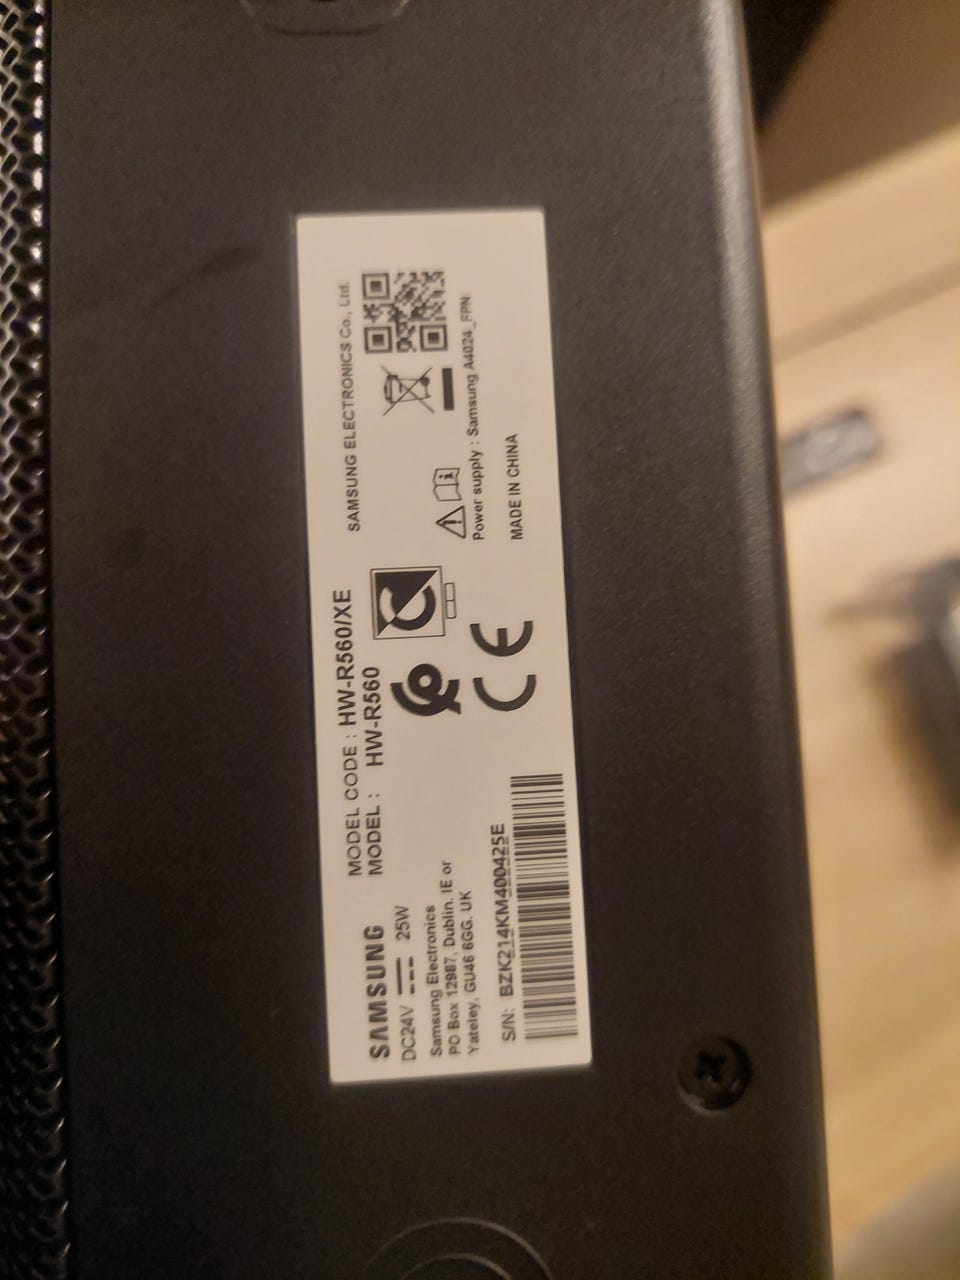 SAMSUNG
DC24V 25W
Samsung Electronics
PO Box 12987, Dublin. IE or
Yateley, GU46 6GG. UK
S/N: BZK214KM400425E
MODEL CODE : HW-R560/XE
MODEL : HW-R560
CE
SAMSUNG ELECTRONICS Co., Ltd.
Power supply : Samsung A4024_FPN
MADE IN CHINA